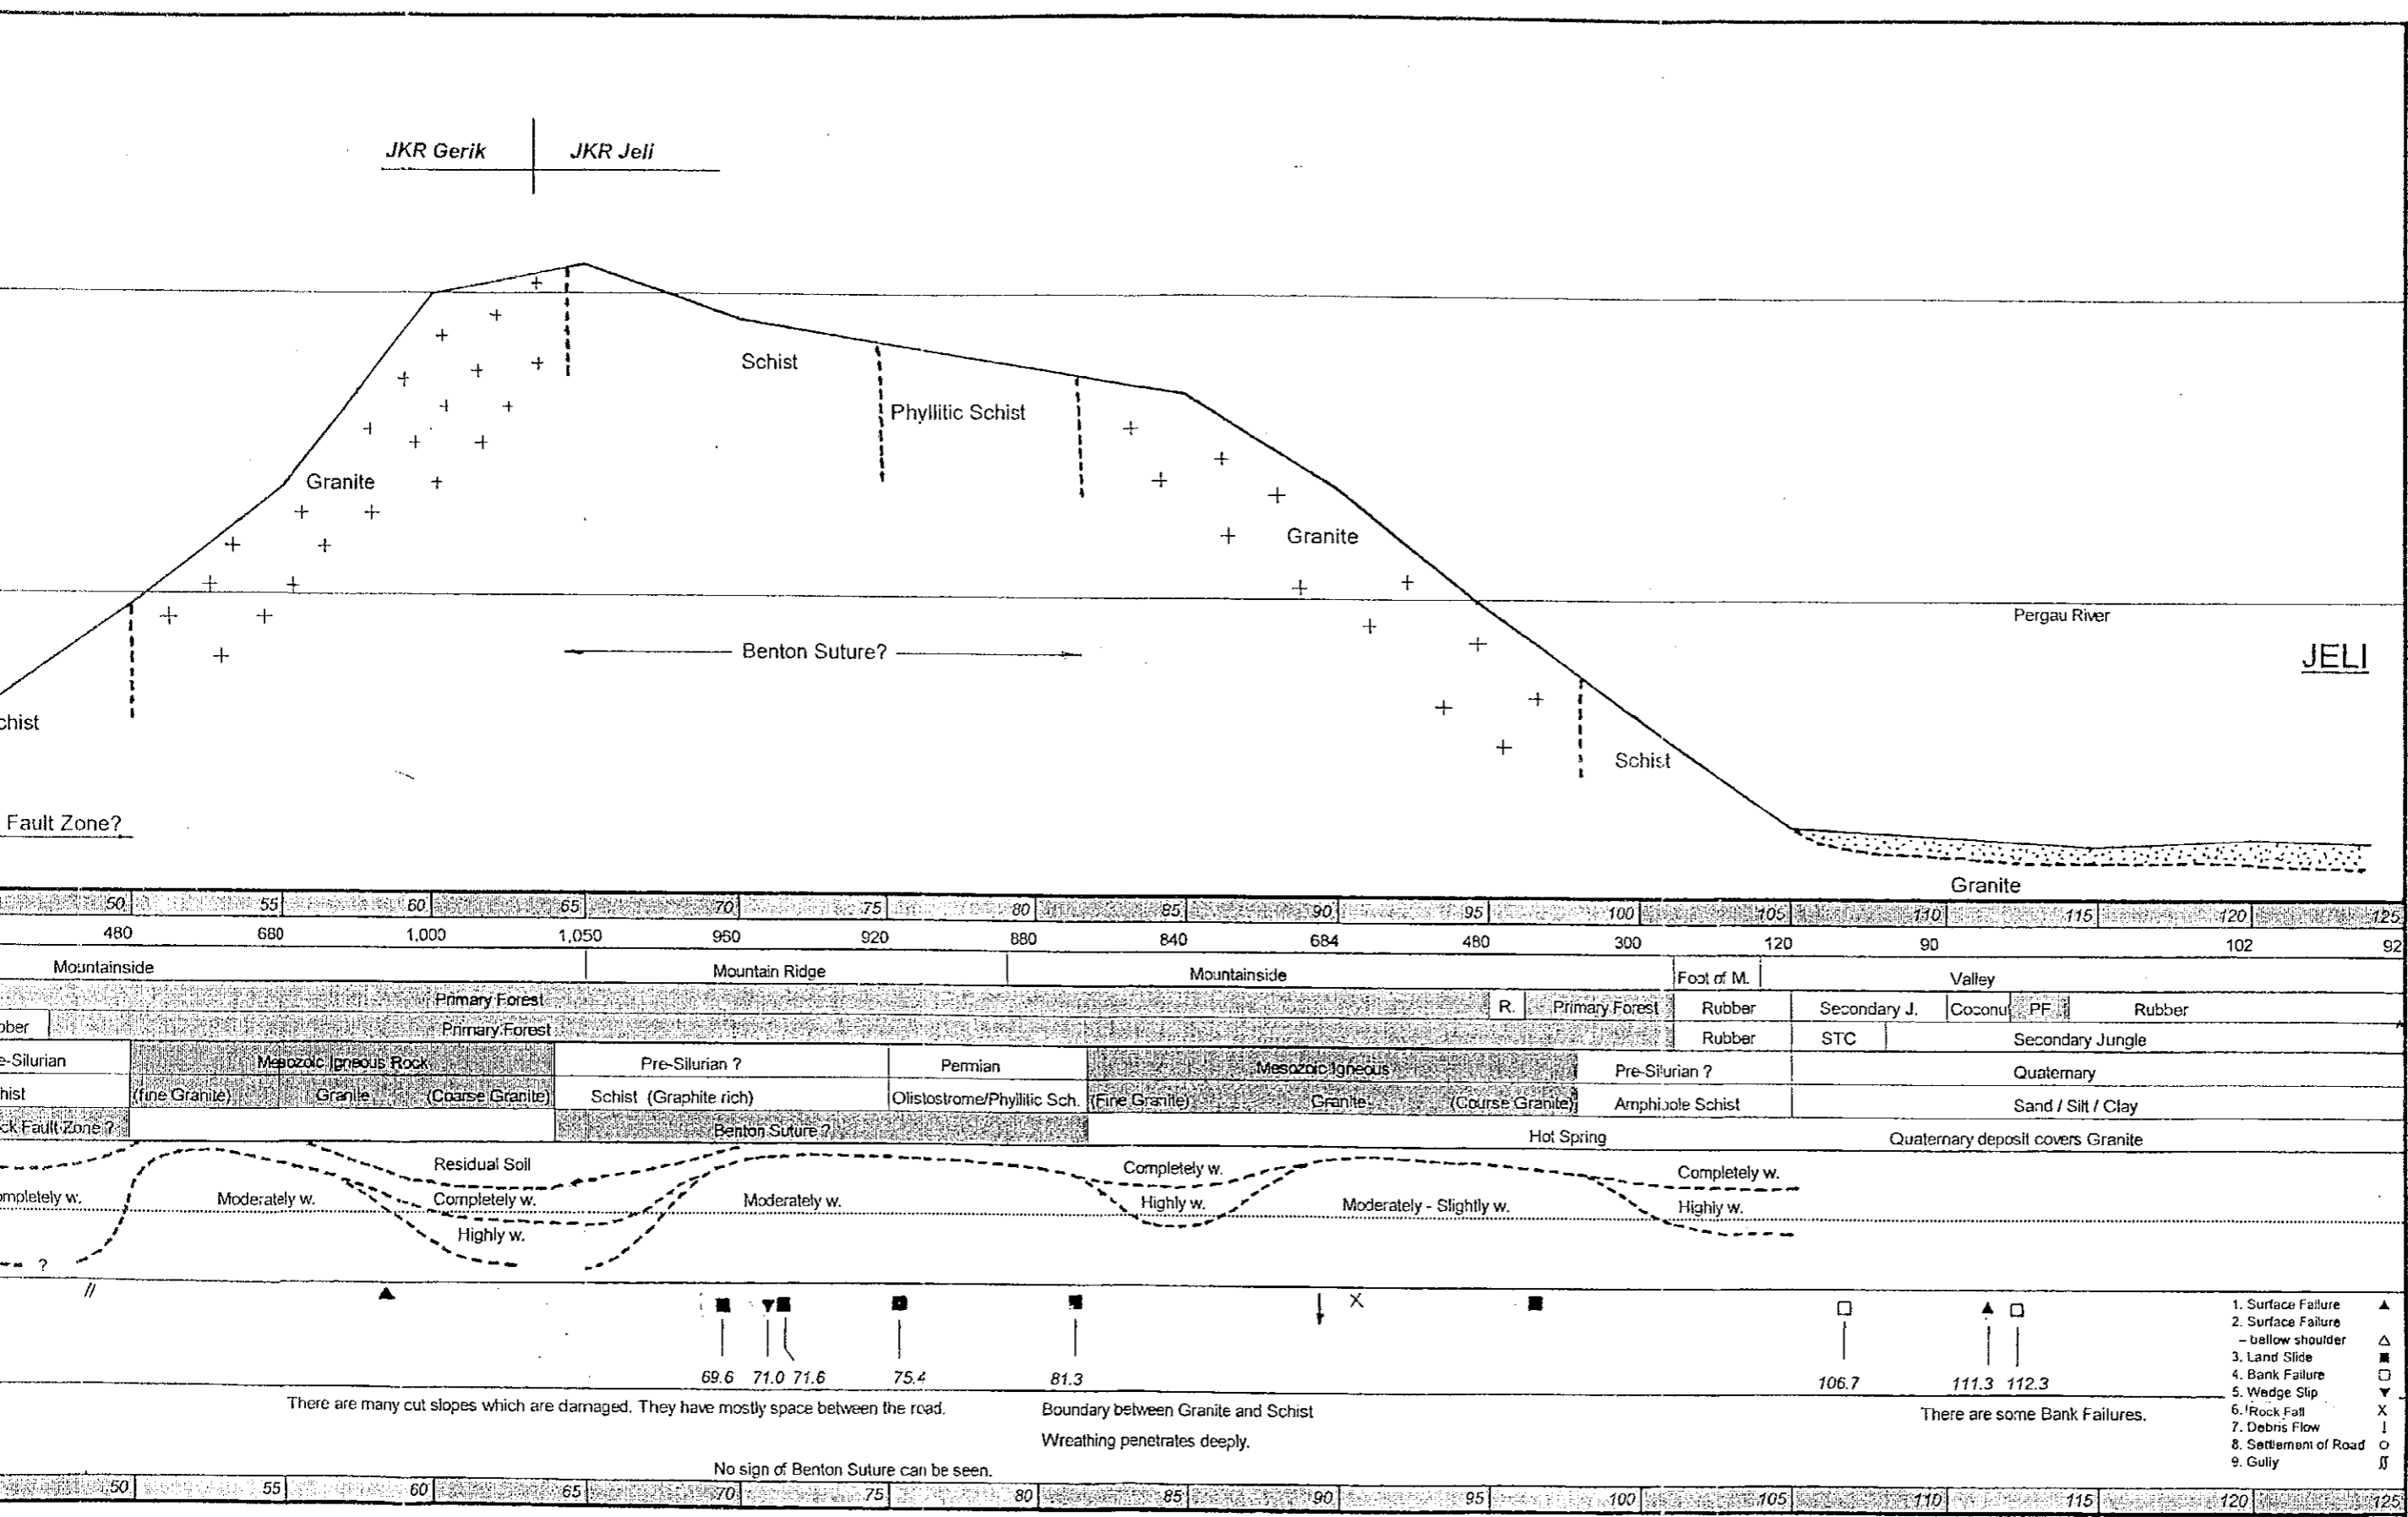 JKR Gerik JKR Jeli
Schist
Phyllitic Schist
Granite
Granite
Pergau River
Benton Suture?
JELI
chist
Schist
Fault Zone?
Granite
50 55 60 65 70 75 80 85 90 95 100 105 110 115 120 125
480 680 1,000 1,050 950 920 880 840 684 480 300 120 90 102 92
Mountainside Mountain Ridge Mountainside Foot of M. Valley
Primary Forest R. Primary Forest Rubber Secondary J. Coconu PF Rubber
bber Primary Forest Rubber STC Secondary Jungle
e-Silurian Mesozoic Igneous Rock Pre-Silurian ? Permian Mesozoic Igneous Pre-Silurian ? Quaternary
hist (fine Granite) Granite (Coarse Granite) Schist (Graphite rich) Olistostrome/Phyllitic Sch. (Fine Granite) Granite (Course Granite) Amphibole Schist Sand / Silt / Clay
ck Fault Zone ? Benton Suture ? Hot Spring Quaternary deposit covers Granite
Residual Soil Completely w. Completely w.
ompletely w. Moderately w. Completely w. Moderately w. Highly w. Moderately - Slightly w. Highly w.
Highly w.
?
69.6 71.0 71.6 75.4 81.3 106.7 111.3 112.3
1. Surface Failure
2. Surface Failure
– bellow shoulder
3. Land Slide
4. Bank Failure
5. Wedge Slip
6. Rock Fall X
7. Debris Flow
8. Settlement of Road
9. Gully
There are many cut slopes which are damaged. They have mostly space between the road.
Boundary between Granite and Schist
There are some Bank Failures.
Wreathing penetrates deeply.
No sign of Benton Suture can be seen.
50 55 60 65 70 75 80 85 90 95 100 105 110 115 120 125